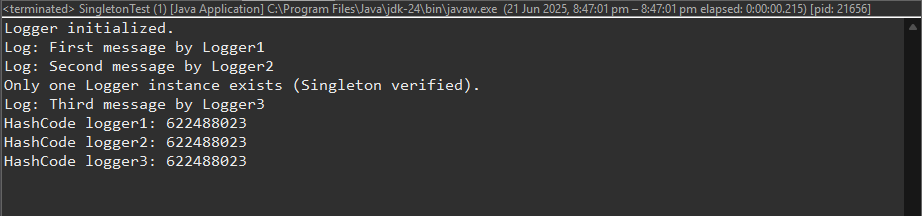 <terminated> SingletonTest (1) [Java Application] C:\Program Files\Java\jdk-24\bin\javaw.exe (21 Jun 2025, 8:47:01 pm – 8:47:01 pm elapsed: 0:00:00.215) [pid: 21656]
Logger initialized.
Log: First message by Logger1
Log: Second message by Logger2
Only one Logger instance exists (Singleton verified).
Log: Third message by Logger3
HashCode logger1: 622488023
HashCode logger2: 622488023
HashCode logger3: 622488023